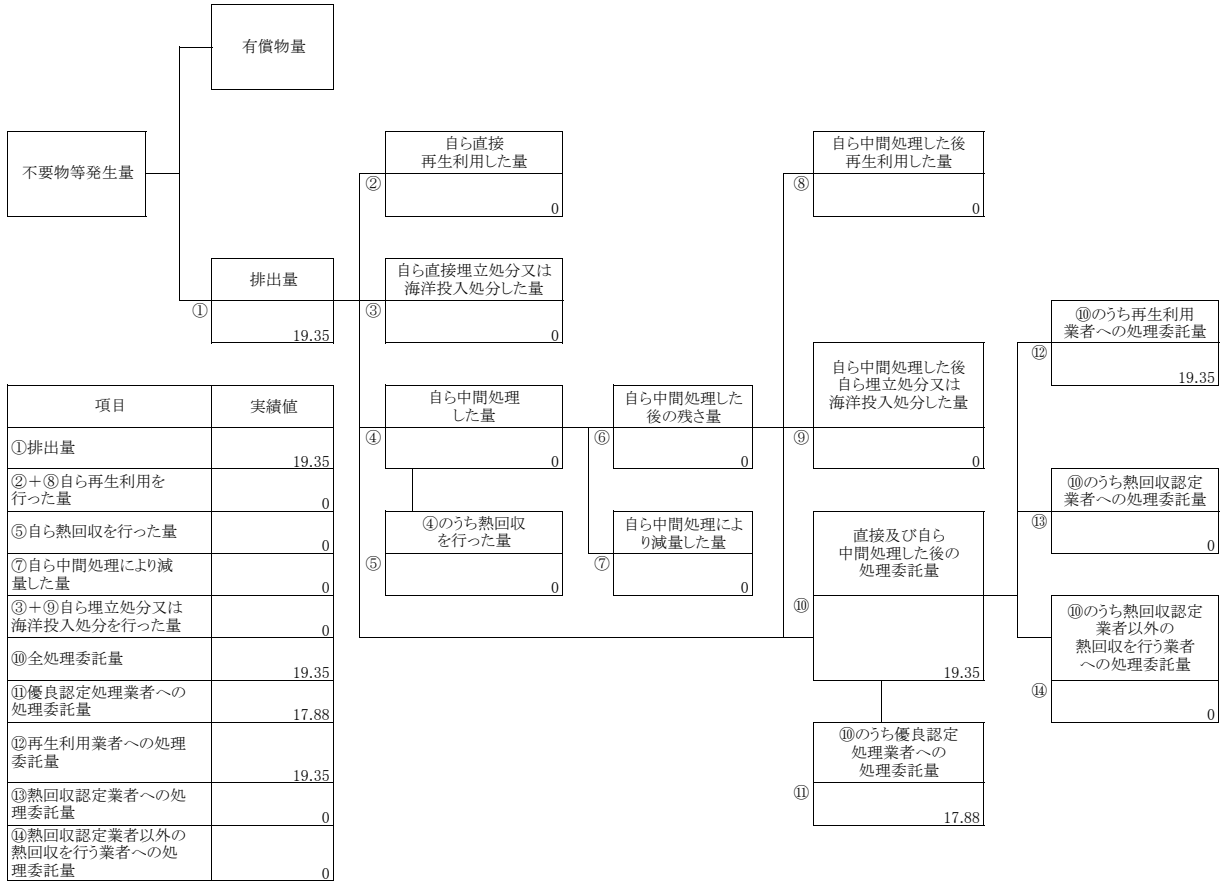 有償物量
不要物等発生量
自ら直接
再生利用した量
②
0
自ら中間処理した後
再生利用した量
⑧
0
排出量
①
19.35
自ら直接埋立処分又は
海洋投入処分した量
③
0
⑩のうち再生利用
業者への処理委託量
⑫
19.35
自ら中間処理した後
自ら埋立処分又は
海洋投入処分した量
⑨
0
自ら中間処理
した量
④
0
自ら中間処理した
後の残さ量
⑥
0
⑩のうち熱回収認定
業者への処理委託量
⑬
0
④のうち熱回収
を行った量
⑤
0
自ら中間処理によ
り減量した量
⑦
0
直接及び自ら
中間処理した後の
処理委託量
⑩
19.35
⑩のうち熱回収認定
業者以外の
熱回収を行う業者
への処理委託量
⑭
0
⑩のうち優良認定
処理業者への
処理委託量
⑪
17.88
項目 実績値
①排出量
19.35
②+⑧自ら再生利用を
行った量
0
⑤自ら熱回収を行った量
0
⑦自ら中間処理により減
量した量
0
③+⑨自ら埋立処分又は
海洋投入処分を行った量
0
⑩全処理委託量
19.35
⑪優良認定処理業者への
処理委託量
17.88
⑫再生利用業者への処理
委託量
19.35
⑬熱回収認定業者への処
理委託量
0
⑭熱回収認定業者以外の
熱回収を行う業者への処
理委託量
0